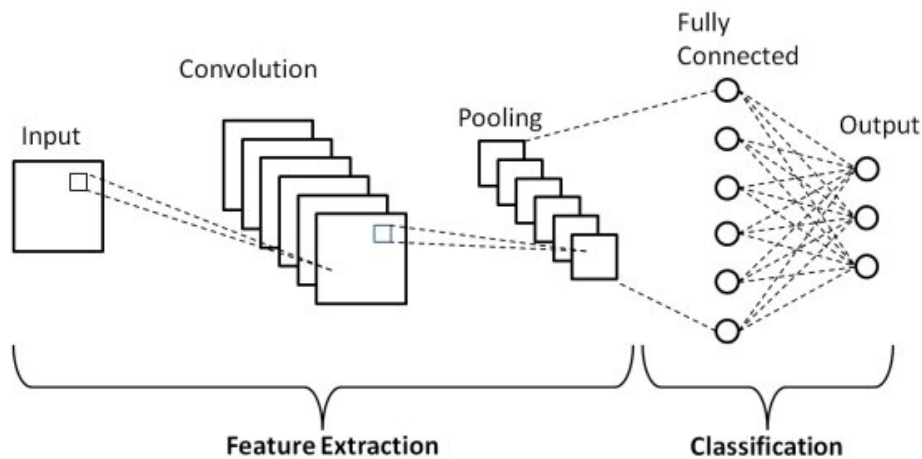 Fully
Connected
Convolution
Pooling
Input
Output
Feature Extraction
Classification